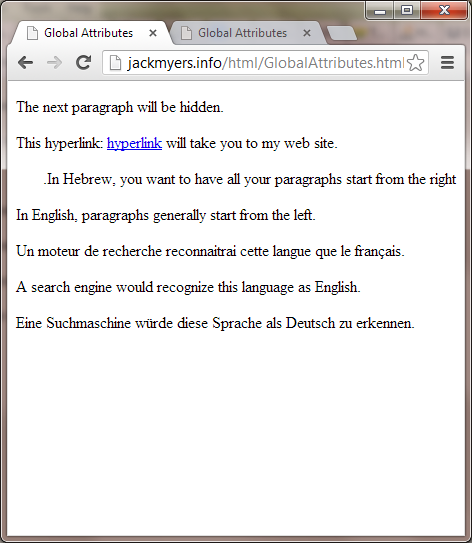 Global Attributes
Global Attributes
jackmyers.info/html/GlobalAttributes.html
The next paragraph will be hidden.
This hyperlink: hyperlink will take you to my web site.
.In Hebrew, you want to have all your paragraphs start from the right
In English, paragraphs generally start from the left.
Un moteur de recherche reconnaitrai cette langue que le français.
A search engine would recognize this language as English.
Eine Suchmaschine würde diese Sprache als Deutsch zu erkennen.